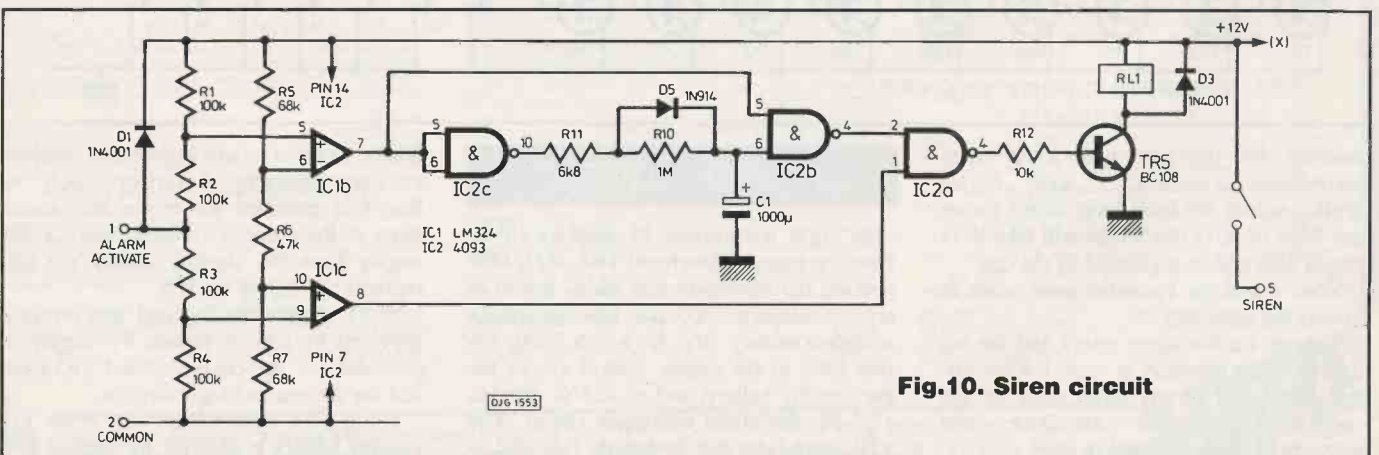 +12V
(X)
R1
100k
R5
68k
PIN 14
IC2
RL1
D3
1N4001
D1
1N4001
5
6
+
−
7
IC1b
5
6
&
10
IC2c
R11
6k8
D5
1N914
R10
1M
5
6
&
4
IC2b
2
1
&
4
IC2a
R12
10k
TR5
BC108
R2
100k
+
C1
1000µ
1
ALARM
ACTIVATE
R6
47k
IC1 LM324
IC2 4093
R3
100k
IC1c
10
9
+
−
8
5
SIREN
R4
100k
R7
68k
PIN 7
IC2
DJG 1553
Fig.10. Siren circuit
2
COMMON